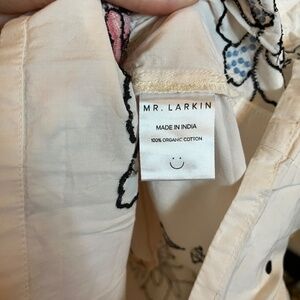 MR. LARKIN
MADE IN INDIA
100% ORGANIC COTTON